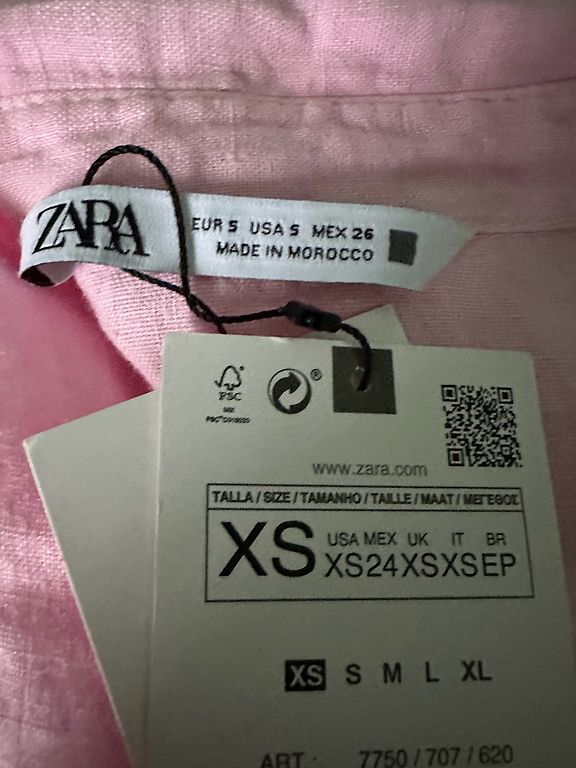 ZARA
EUR S USA S MEX 26
MADE IN MOROCCO
FSC
MIX
®
www.zara.com
TALLA / SIZE / TAMANHO / TAILLE / MAAT / ΜΕΓΕΘΟΣ
XS
USA MEX UK IT BR
XS 24 XS XS EP
XS S M L XL
ART.: 7750 / 707 / 620